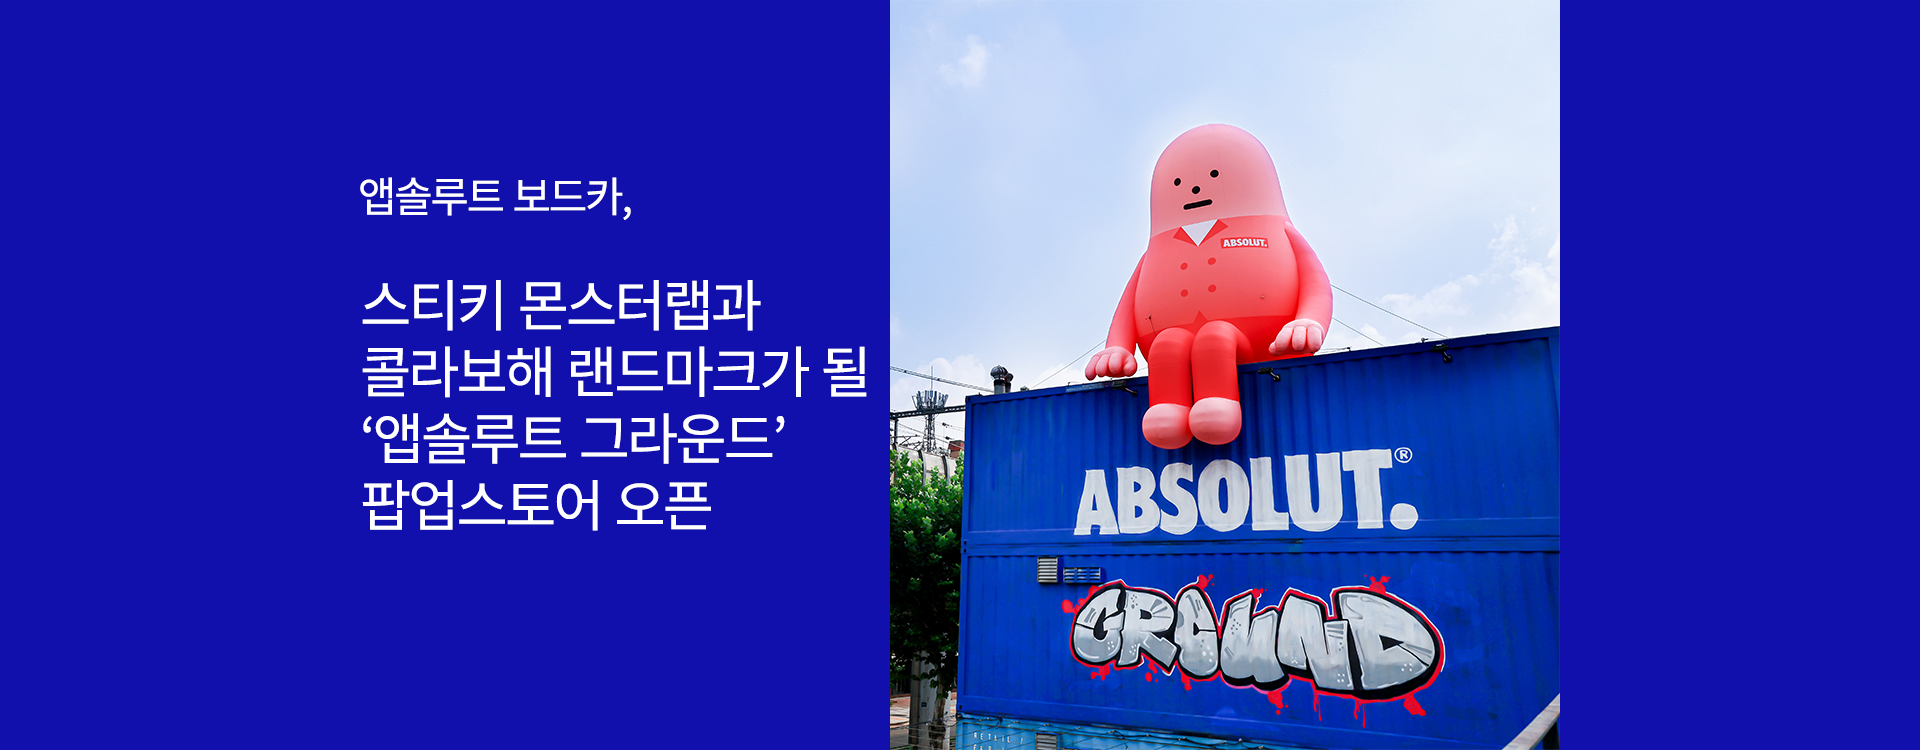 앱솔루트 보드카,
스티키 몬스터랩과
콜라보해 랜드마크가 될
‘앱솔루트 그라운드’
팝업스토어 오픈
ABSOLUT.
ABSOLUT.®
GROUND